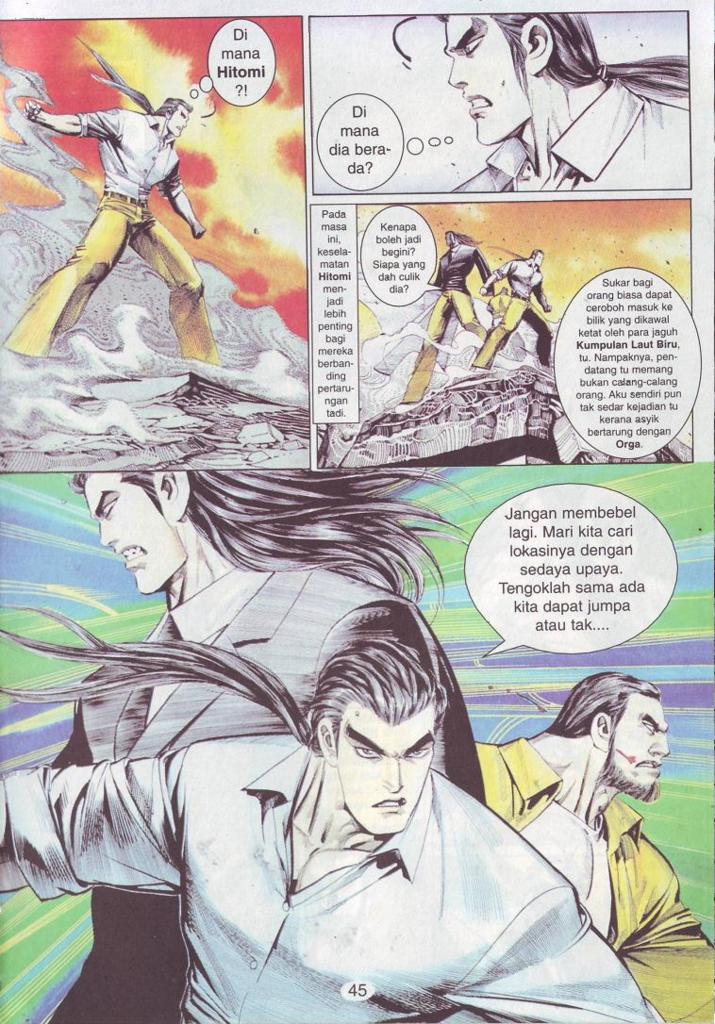 Di
mana
Hitomi
?!
Di
mana
dia bera-
da?
Pada
masa
ini,
kesela-
matan
Hitomi
men-
jadi
lebih
penting
bagi
mereka
berban-
ding
pertaru-
ngan
tadi.
Kenapa
boleh jadi
begini?
Siapa yang
dah culik
dia?
Sukar bagi
orang biasa dapat
ceroboh masuk ke
bilik yang dikawal
ketat oleh para jaguh
Kumpulan Laut Biru,
tu. Nampaknya, pen-
datang tu memang
bukan calang-calang
orang. Aku sendiri pun
tak sedar kejadian tu
kerana asyik
bertarung dengan
Orga.
Jangan membebel
lagi. Mari kita cari
lokasinya dengan
sedaya upaya.
Tengoklah sama ada
kita dapat jumpa
atau tak....
45